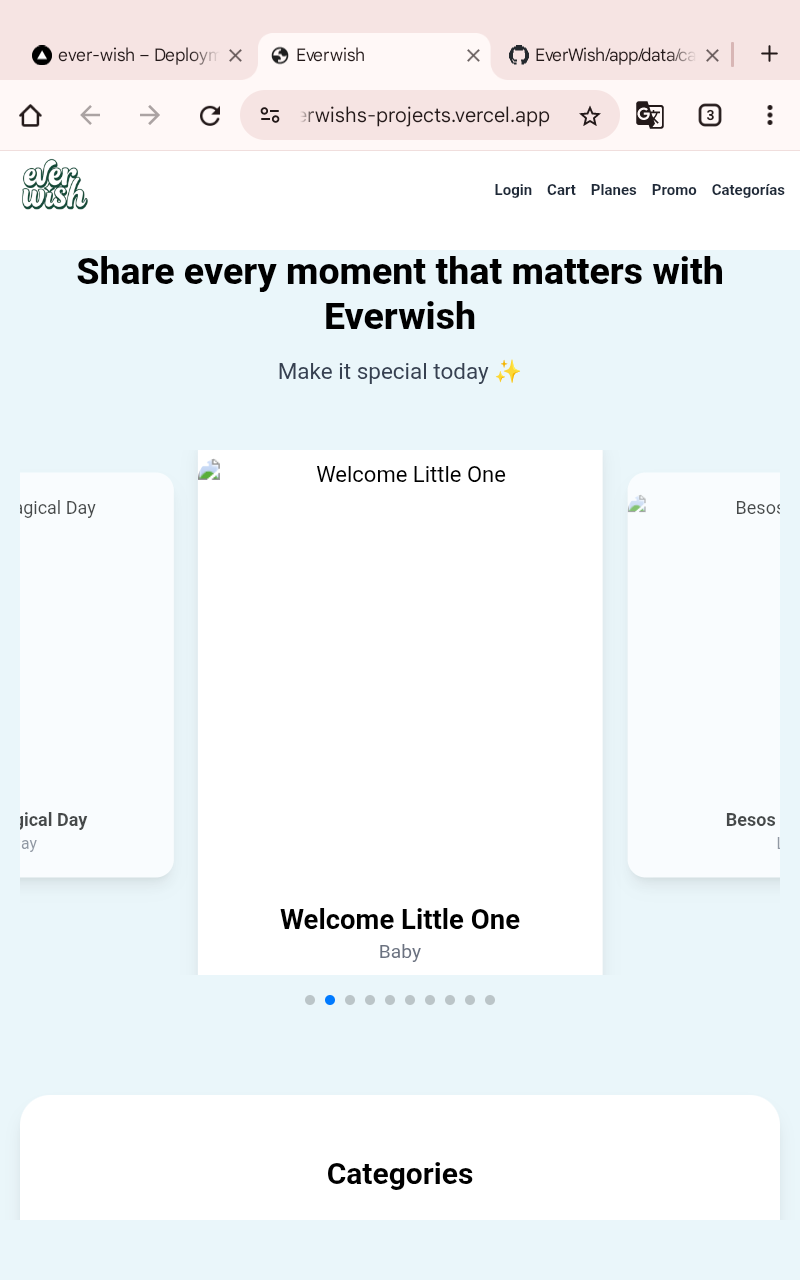 ever-wish – Deploym
Everwish
EverWish/app/data/ca
erwishs-projects.vercel.app
3
ever
wish
Login Cart Planes Promo Categorías
Share every moment that matters with
Everwish
Make it special today ✨
agical Day
Welcome Little One
Besos
gical Day
ay
Besos
Welcome Little One
Baby
Categories